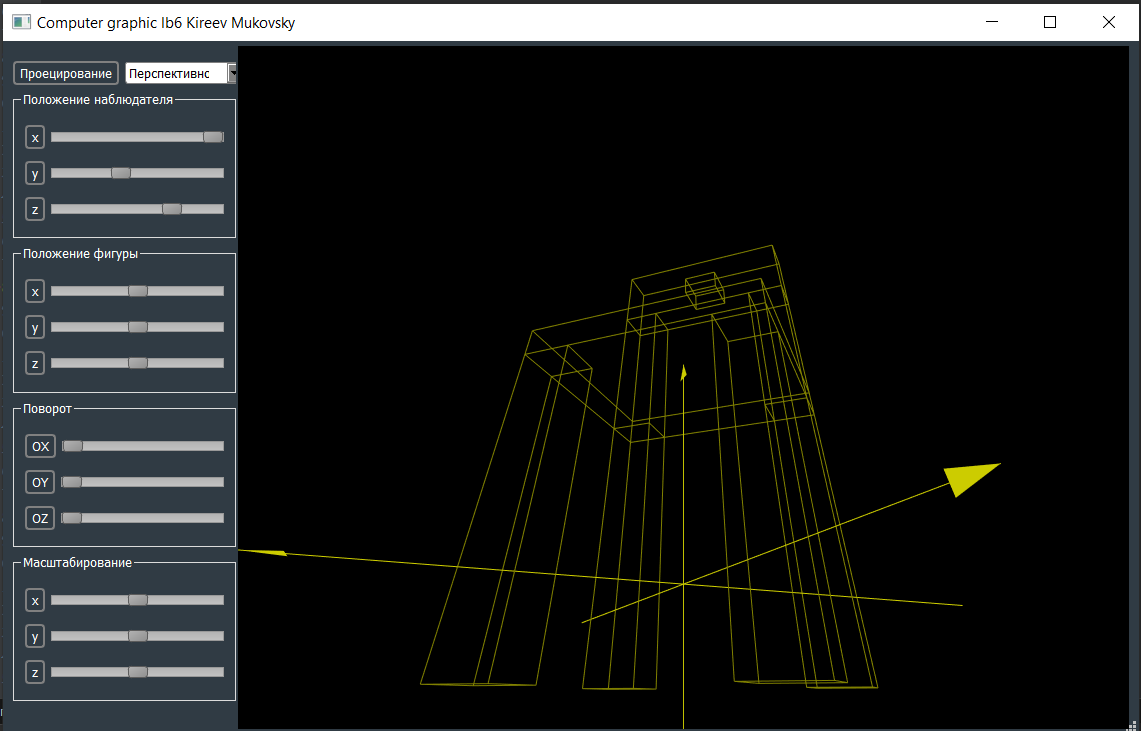 Computer graphic lb6 Kireev Mukovsky
Проецирование Перспективнс
Положение наблюдателя
x
y
z
Положение фигуры
x
y
z
Поворот
OX
OY
OZ
Масштабирование
x
y
z